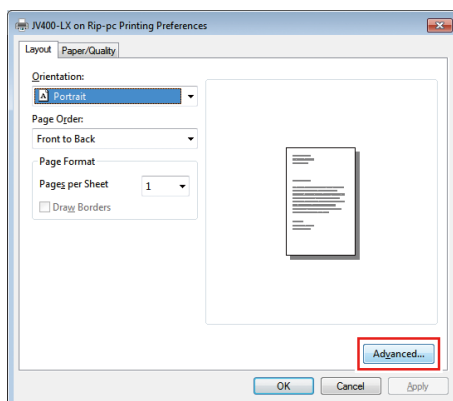 JV400-LX on Rip-pc Printing Preferences
Layout Paper/Quality
Orientation:
Portrait
Page Order:
Front to Back
Page Format
Pages per Sheet 1
Draw Borders
Advanced...
OK Cancel Apply